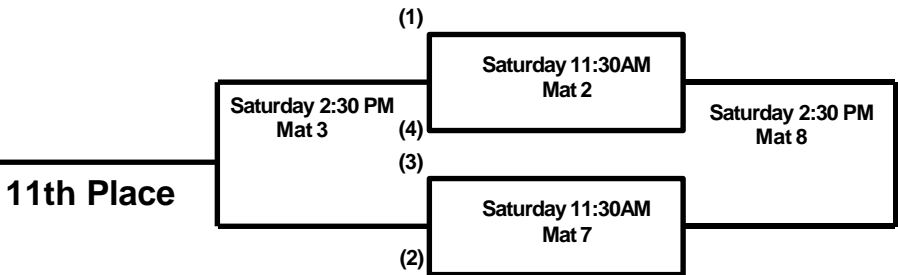 (1)
Saturday 11:30AM
Mat 2
Saturday 2:30 PM
Mat 3
(4)
Saturday 2:30 PM
Mat 8
(3)
11th Place
Saturday 11:30AM
Mat 7
(2)